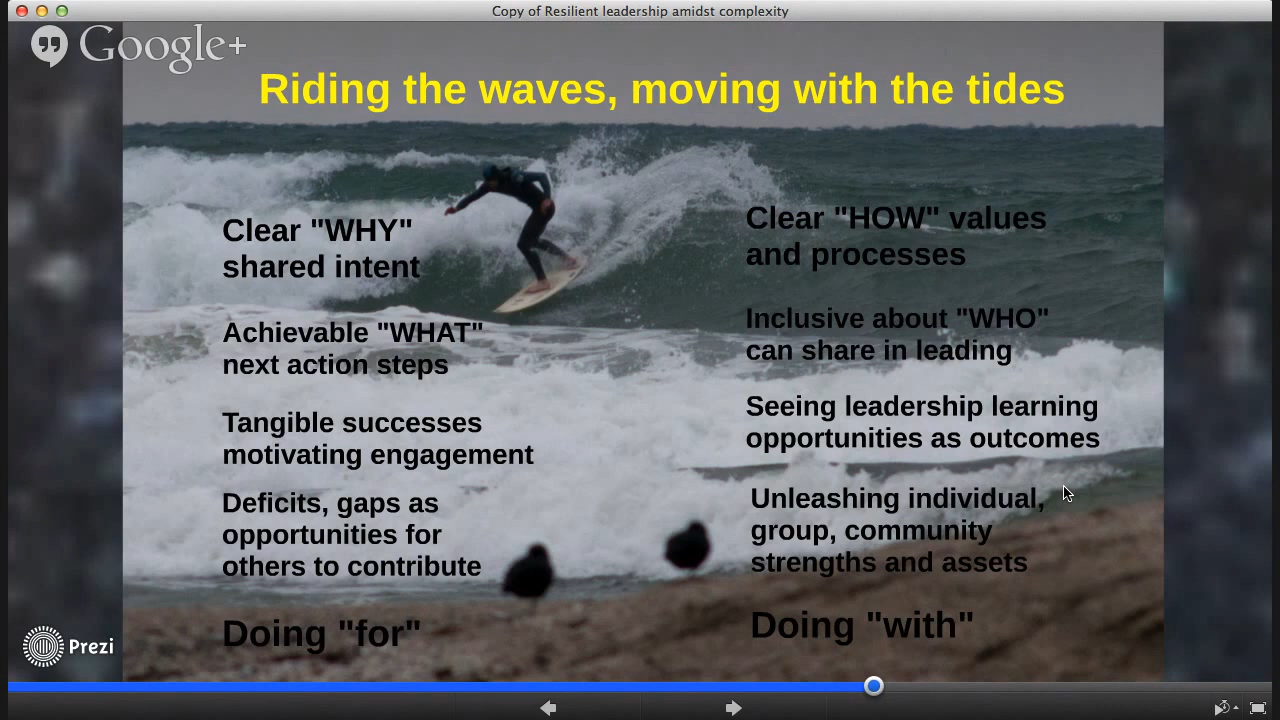 Copy of Resilient leadership amidst complexity
Google+
Riding the waves, moving with the tides
Clear "WHY"
shared intent
Achievable "WHAT"
next action steps
Tangible successes
motivating engagement
Deficits, gaps as
opportunities for
others to contribute
Doing "for"
Clear "HOW" values
and processes
Inclusive about "WHO"
can share in leading
Seeing leadership learning
opportunities as outcomes
Unleashing individual,
group, community
strengths and assets
Doing "with"
Prezi